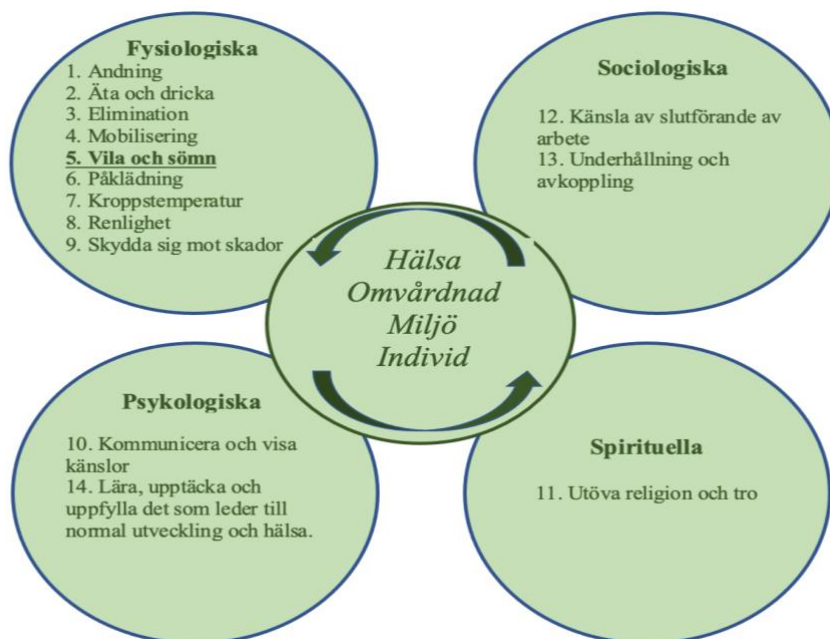 Fysiologiska
1. Andning
2. Äta och dricka
3. Elimination
4. Mobilisering
5. Vila och sömn
6. Påklädning
7. Kroppstemperatur
8. Renlighet
9. Skydda sig mot skador
Sociologiska
12. Känsla av slutförande av
arbete
13. Underhållning och
avkoppling
Hälsa
Omvårdnad
Miljö
Individ
Psykologiska
10. Kommunicera och visa
känslor
14. Lära, upptäcka och
uppfylla det som leder till
normal utveckling och hälsa.
Spirituella
11. Utöva religion och tro